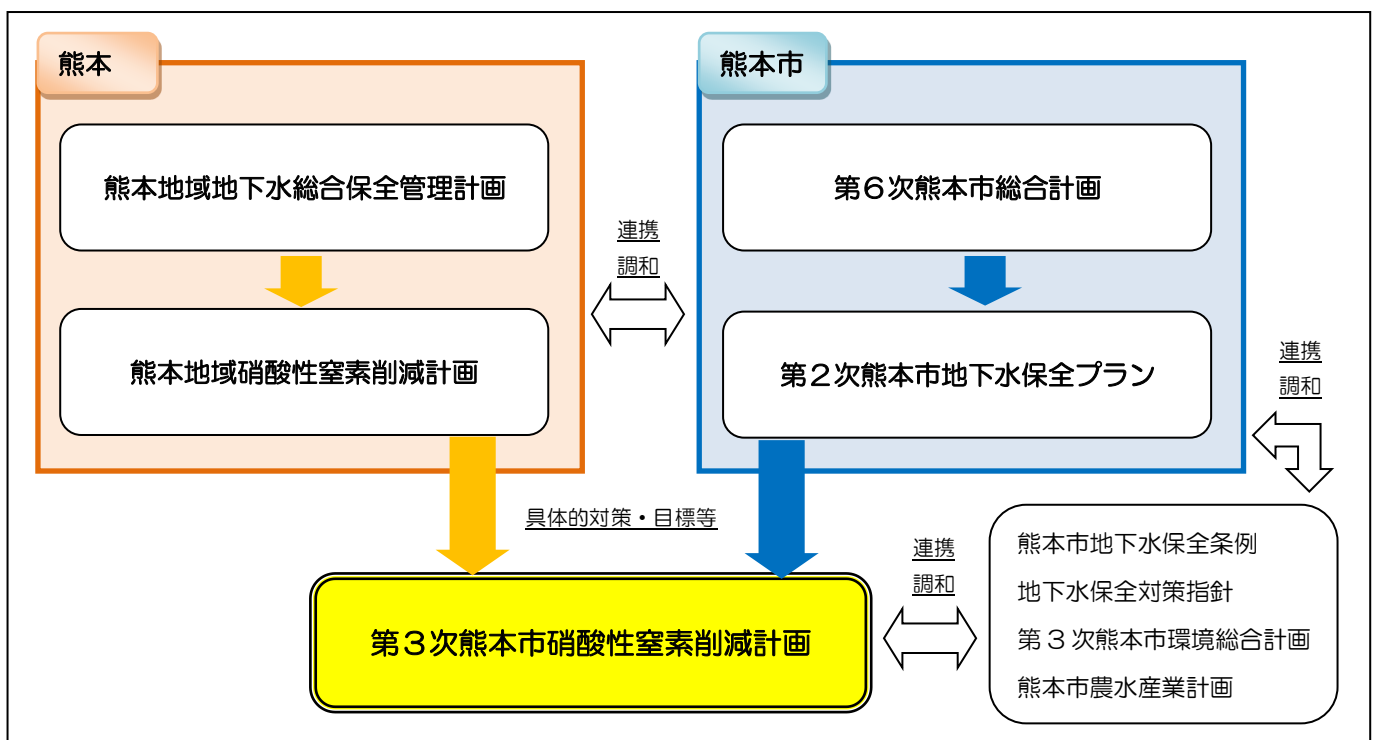 熊本
熊本市
熊本地域地下水総合保全管理計画
第6次熊本市総合計画
連携
調和
熊本地域硝酸性窒素削減計画
第2次熊本市地下水保全プラン
連携
調和
具体的対策・目標等
連携
調和
第3次熊本市硝酸性窒素削減計画
熊本市地下水保全条例
地下水保全対策指針
第3次熊本市環境総合計画
熊本市農水産業計画